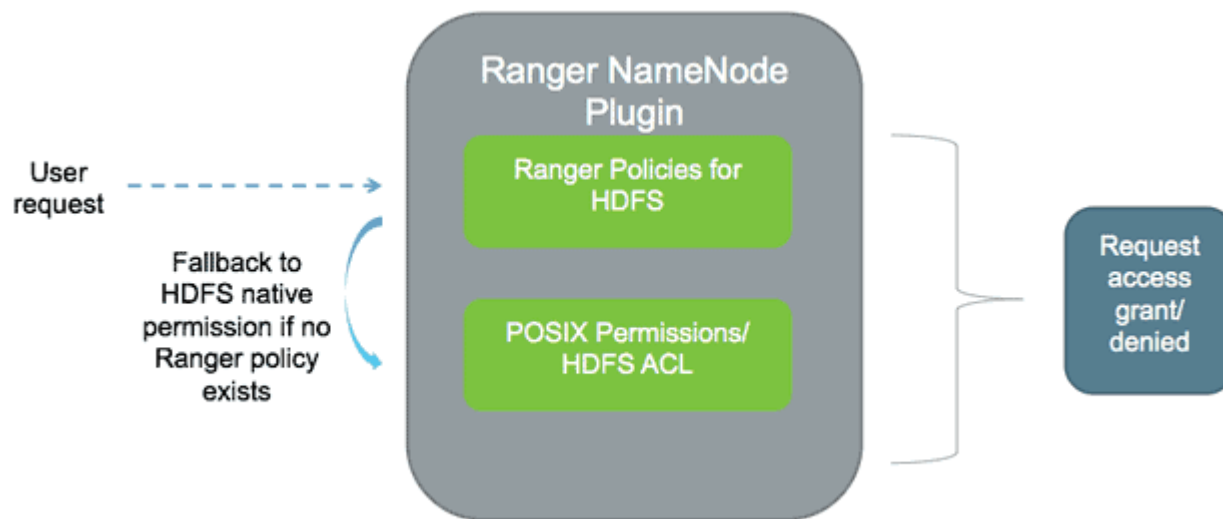 Ranger NameNode
Plugin
User
request
Ranger Policies for
HDFS
Fallback to
HDFS native
permission if no
Ranger policy
exists
POSIX Permissions/
HDFS ACL
Request
access
grant/
denied